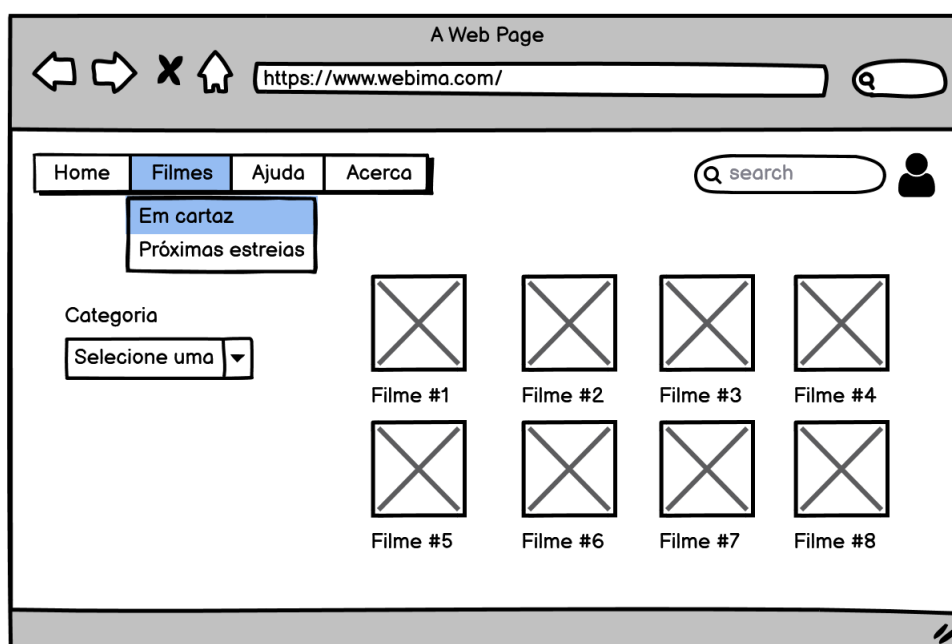 A Web Page
https://www.webima.com/
Home Filmes Ajuda Acerca
search
Em cartaz
Próximas estreias
Categoria
Selecione uma
Filme #1 Filme #2 Filme #3 Filme #4
Filme #5 Filme #6 Filme #7 Filme #8